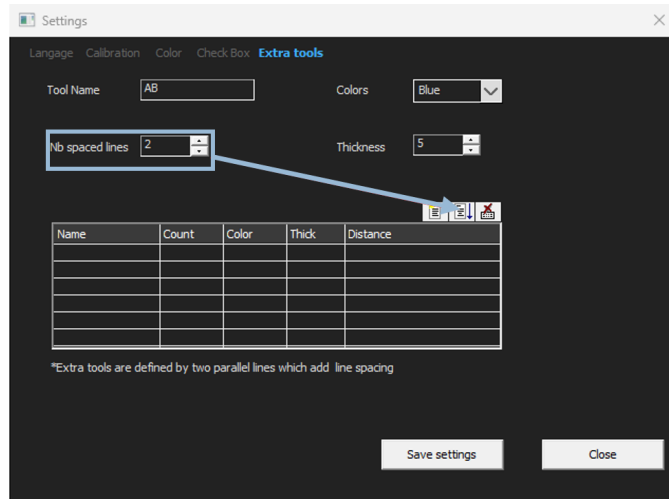 Settings
Langage Calibration Color Check Box Extra tools
Tool Name AB Colors Blue
Nb spaced lines 2 Thickness 5
Name Count Color Thick Distance
*Extra tools are defined by two parallel lines which add line spacing
Save settings Close